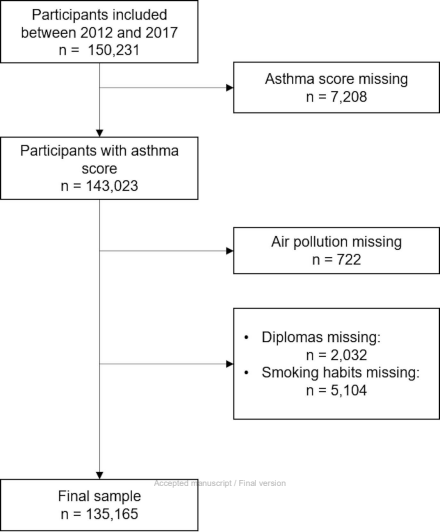 Participants included
between 2012 and 2017
n = 150,231
Asthma score missing
n = 7,208
Participants with asthma
score
n = 143,023
Air pollution missing
n = 722
• Diplomas missing:
n = 2,032
• Smoking habits missing:
n = 5,104
Accepted manuscript / Final version
Final sample
n = 135,165